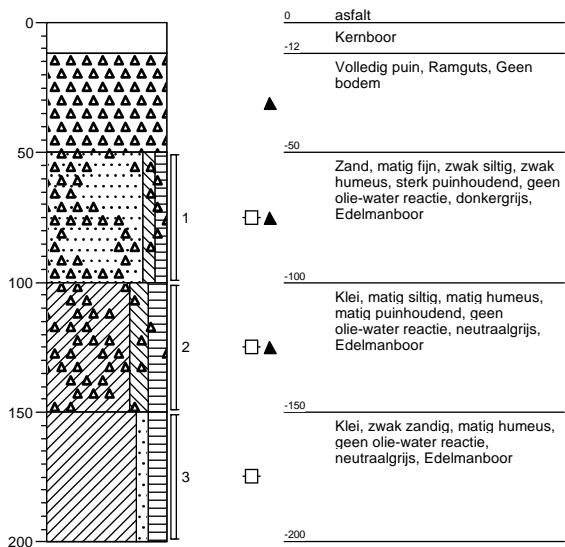 0
0
asfalt
Kernboor
-12
Volledig puin, Ramguts, Geen
bodem
50
-50
Zand, matig fijn, zwak siltig, zwak
humeus, sterk puinhoudend, geen
olie-water reactie, donkergrijs,
Edelmanboor
1
100
-100
Klei, matig siltig, matig humeus,
matig puinhoudend, geen
olie-water reactie, neutraalgrijs,
Edelmanboor
2
150
-150
Klei, zwak zandig, matig humeus,
geen olie-water reactie,
neutraalgrijs, Edelmanboor
3
200
-200